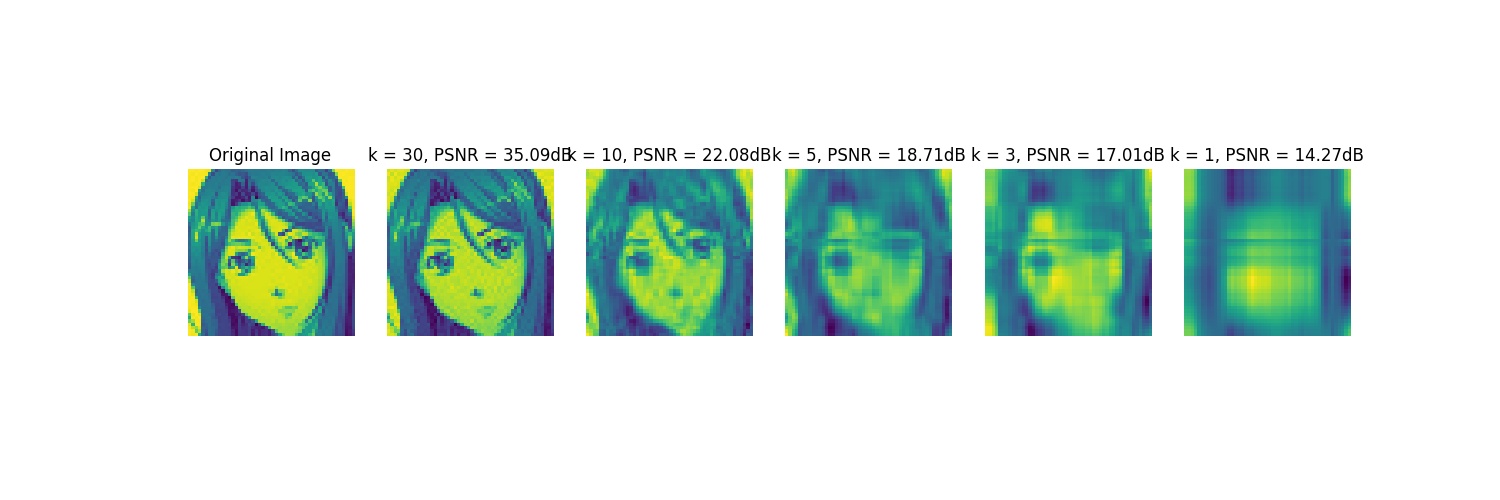 Original Image
k = 30, PSNR = 35.09dB
k = 10, PSNR = 22.08dB
k = 5, PSNR = 18.71dB
k = 3, PSNR = 17.01dB
k = 1, PSNR = 14.27dB